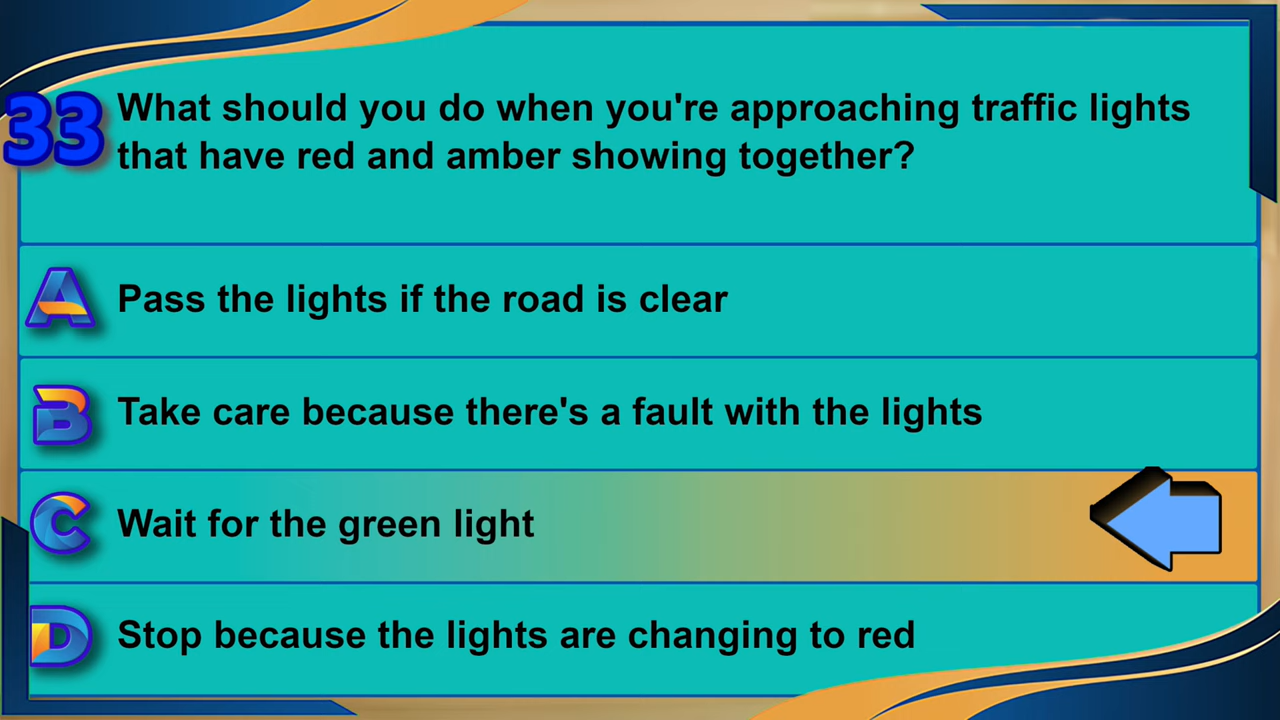 33 What should you do when you're approaching traffic lights
that have red and amber showing together?
A Pass the lights if the road is clear
B Take care because there's a fault with the lights
C Wait for the green light
D Stop because the lights are changing to red